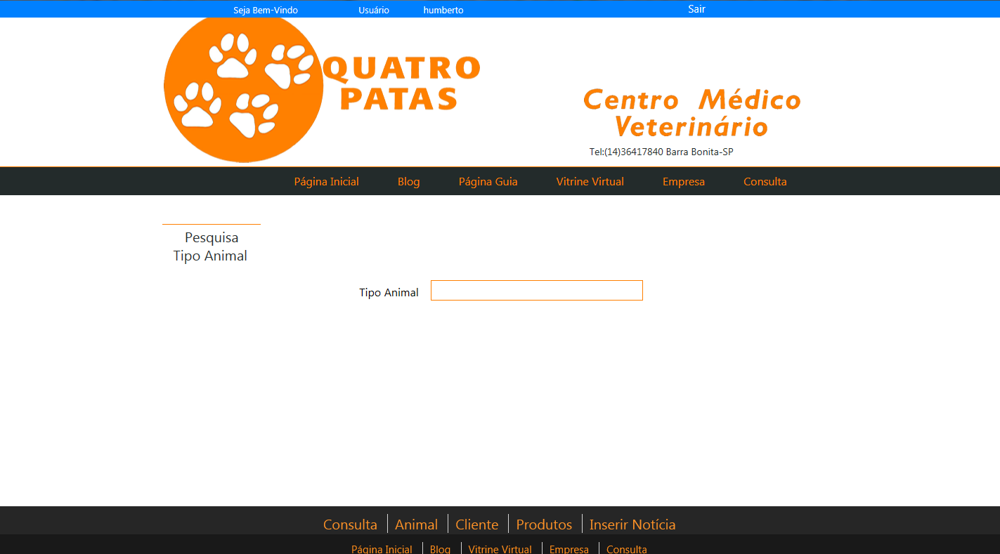 Seja Bem-Vindo Usuário humberto Sair
QUATRO
PATAS
Centro Médico
Veterinário
Tel:(14)36417840 Barra Bonita-SP
Página Inicial Blog Página Guia Vitrine Virtual Empresa Consulta
Pesquisa
Tipo Animal
Tipo Animal
Consulta Animal Cliente Produtos Inserir Notícia
Página Inicial Blog Vitrine Virtual Empresa Consulta